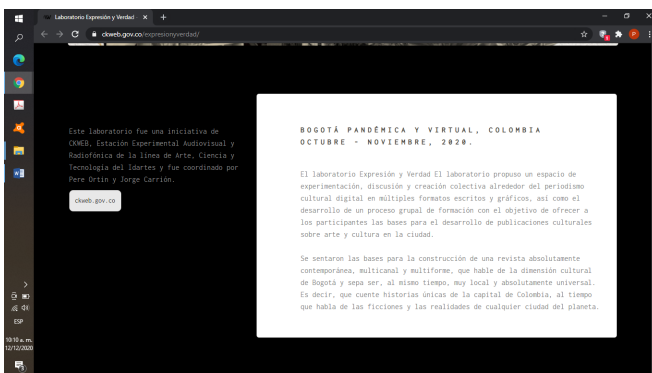 Laboratorio Expresión y Verdad -
ckweb.gov.co/expresionyverdad/
Este laboratorio fue una iniciativa de
CKWEB, Estación Experimental Audiovisual y
Radiofónica de la línea de Arte, Ciencia y
Tecnología del Idartes y fue coordinado por
Pere Ortín y Jorge Carrión.
ckweb.gov.co
BOGOTÁ PANDÉMICA Y VIRTUAL, COLOMBIA
OCTUBRE - NOVIEMBRE, 2020.
El laboratorio Expresión y Verdad El laboratorio propuso un espacio de
experimentación, discusión y creación colectiva alrededor del periodismo
cultural digital en múltiples formatos escritos y gráficos, así como el
desarrollo de un proceso grupal de formación con el objetivo de ofrecer a
los participantes las bases para el desarrollo de publicaciones culturales
sobre arte y cultura en la ciudad.
Se sentaron las bases para la construcción de una revista absolutamente
contemporánea, multicanal y multiforme, que hable de la dimensión cultural
de Bogotá y sepa ser, al mismo tiempo, muy local y absolutamente universal.
Es decir, que cuente historias únicas de la capital de Colombia, al tiempo
que habla de las ficciones y las realidades de cualquier ciudad del planeta.
ESP
10:10 a. m.
12/12/2020